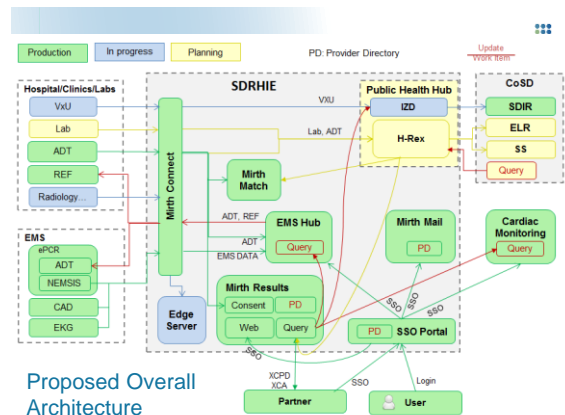 Production
In progress
Planning
PD: Provider Directory
Update
Work Item
Hospital/Clinics/Labs
VxU
Lab
ADT
REF
Radiology...
EMS
ePCR
ADT
NEMSIS
CAD
EKG
SDRHIE
Mirth Connect
VXU
Lab, ADT
Mirth
Match
ADT, REF
ADT
EMS DATA
EMS Hub
Query
Mirth Mail
PD
Public Health Hub
IZD
H-Rex
CoSD
SDIR
ELR
SS
Query
Cardiac
Monitoring
Query
Edge
Server
Mirth Results
Consent
PD
Web
Query
SSO
SSO
SSO
SSO
PD
SSO Portal
XCPD
XCA
SSO
Login
Partner
User
Proposed Overall
Architecture